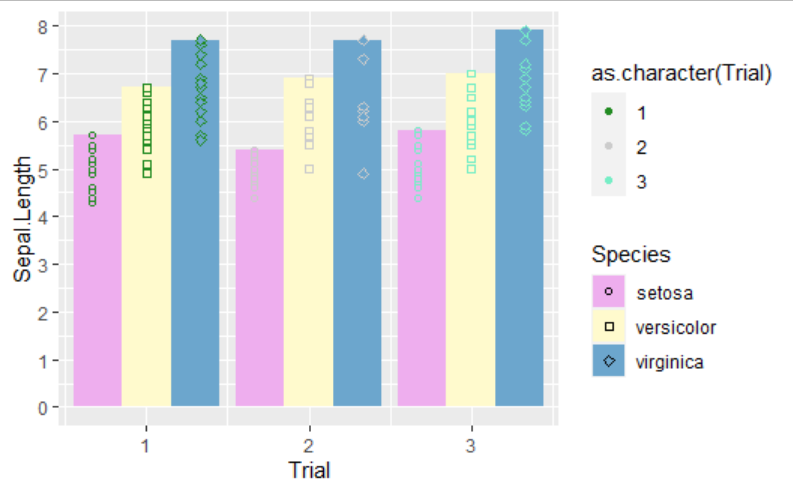 8
7
6
5
4
3
2
1
0
Sepal.Length
1 2 3
Trial
as.character(Trial)
1
2
3
Species
setosa
versicolor
virginica